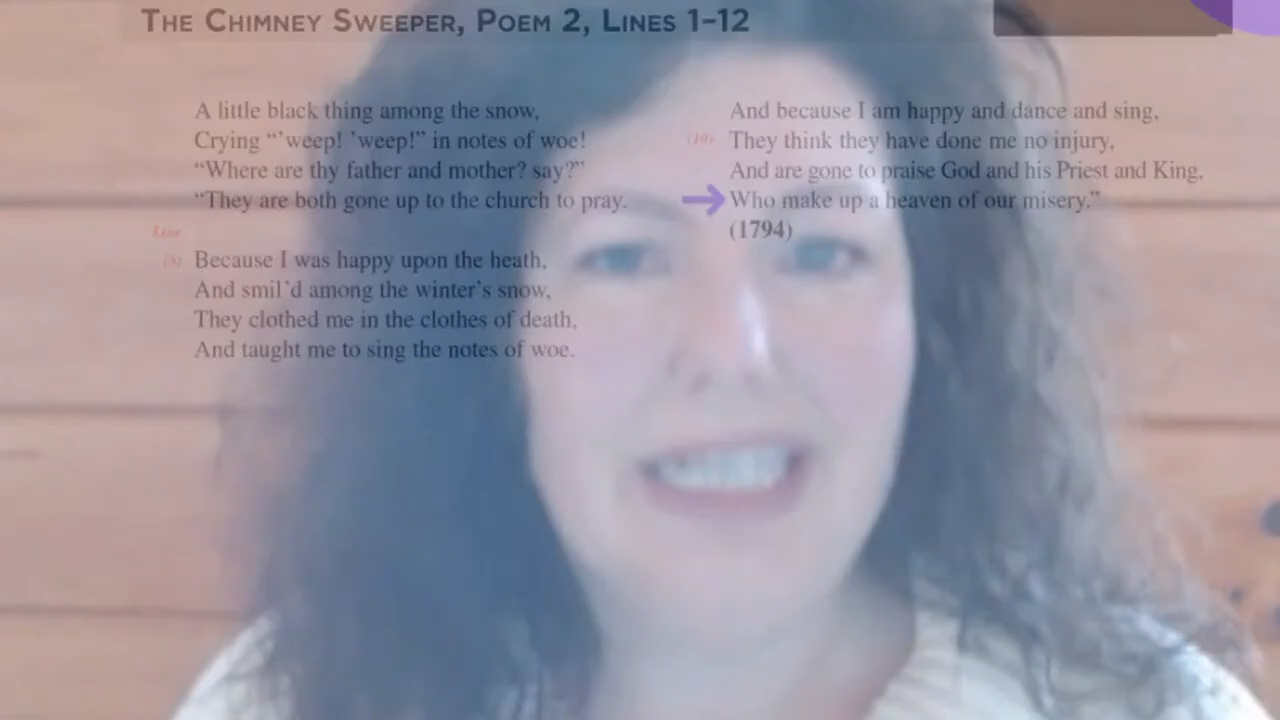 THE CHIMNEY SWEEPER, POEM 2, LINES 1–12
A little black thing among the snow,
Crying “’weep! ’weep!” in notes of woe!
“Where are thy father and mother? say?”
“They are both gone up to the church to pray.
Line
(5) Because I was happy upon the heath,
And smil’d among the winter’s snow,
They clothed me in the clothes of death,
And taught me to sing the notes of woe.
And because I am happy and dance and sing,
(10) They think they have done me no injury,
And are gone to praise God and his Priest and King,
Who make up a heaven of our misery.”
(1794)